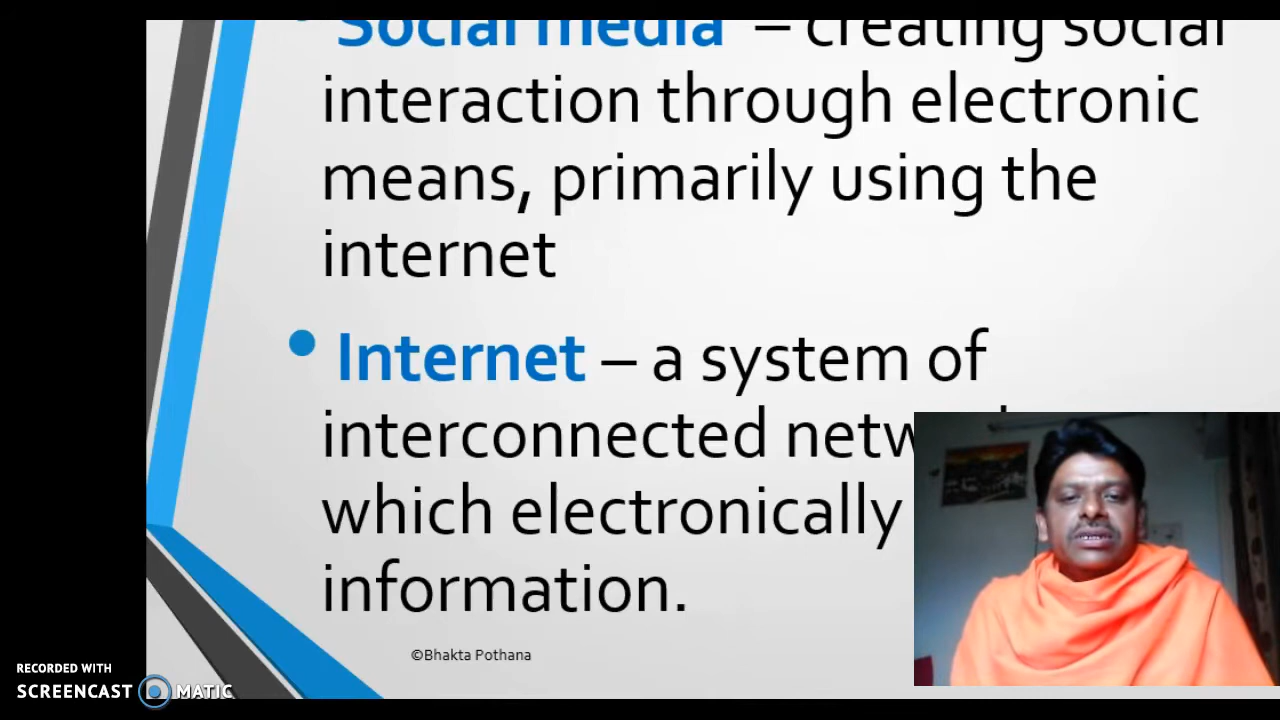 Social media – creating social
interaction through electronic
means, primarily using the
internet
• Internet – a system of
interconnected
which electronically
information.
©Bhakta Pothana
RECORDED WITH
SCREENCAST MATIC